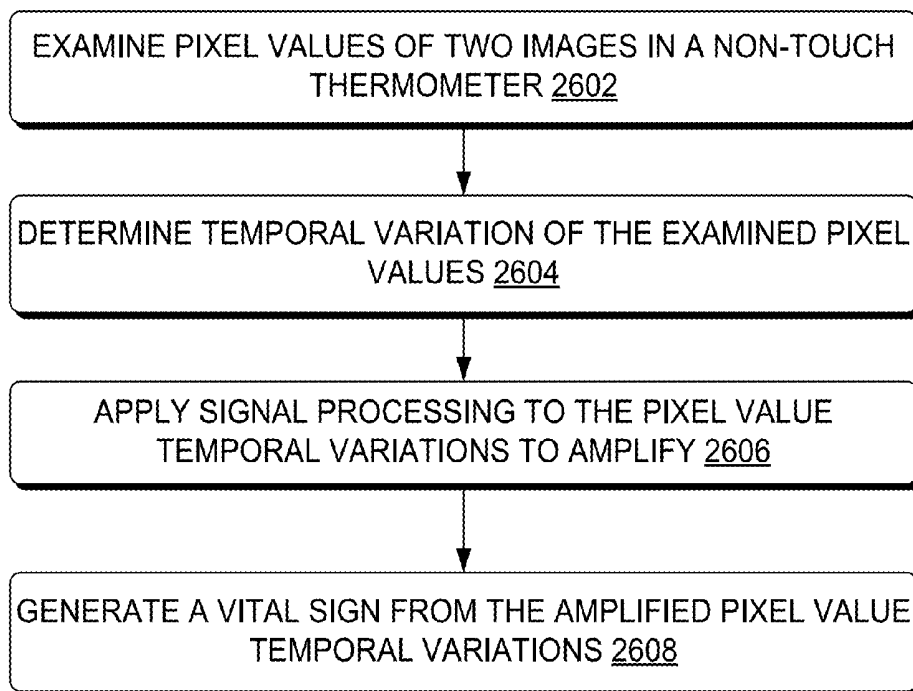 EXAMINE PIXEL VALUES OF TWO IMAGES IN A NON-TOUCH
THERMOMETER 2602
DETERMINE TEMPORAL VARIATION OF THE EXAMINED PIXEL
VALUES 2604
APPLY SIGNAL PROCESSING TO THE PIXEL VALUE
TEMPORAL VARIATIONS TO AMPLIFY 2606
GENERATE A VITAL SIGN FROM THE AMPLIFIED PIXEL VALUE
TEMPORAL VARIATIONS 2608